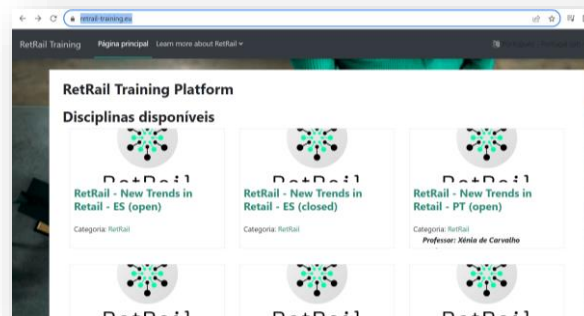 retrail-training.eu
RetRail Training
Página principal
Learn more about RetRail
RetRail Training Platform
Disciplinas disponíveis
RetRail
RetRail - New Trends in
Retail - ES (open)
Categoria: RetRail
RetRail
RetRail - New Trends in
Retail - ES (closed)
Categoria: RetRail
RetRail
RetRail - New Trends in
Retail - PT (open)
Categoria: RetRail
Professor: Xénia de Carvalho
RetRail
RetRail
RetRail